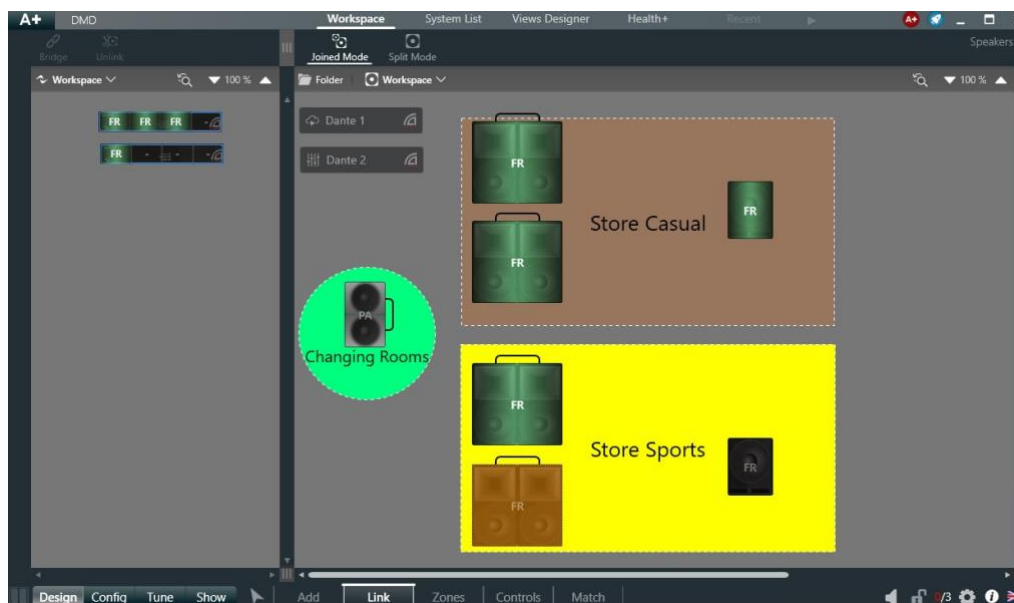 A+ DMD Workspace System List Views Designer Health+ Recent A+
Bridge Unlink Joined Mode Split Mode Speakers
Workspace 100 % Folder Workspace 100 %
FR FR FR -
FR - - -
Dante 1
Dante 2
FR
FR
Store Casual
FR
PA
Changing Rooms
FR
FR
Store Sports
FR
Design Config Tune Show Add Link Zones Controls Match 0/3